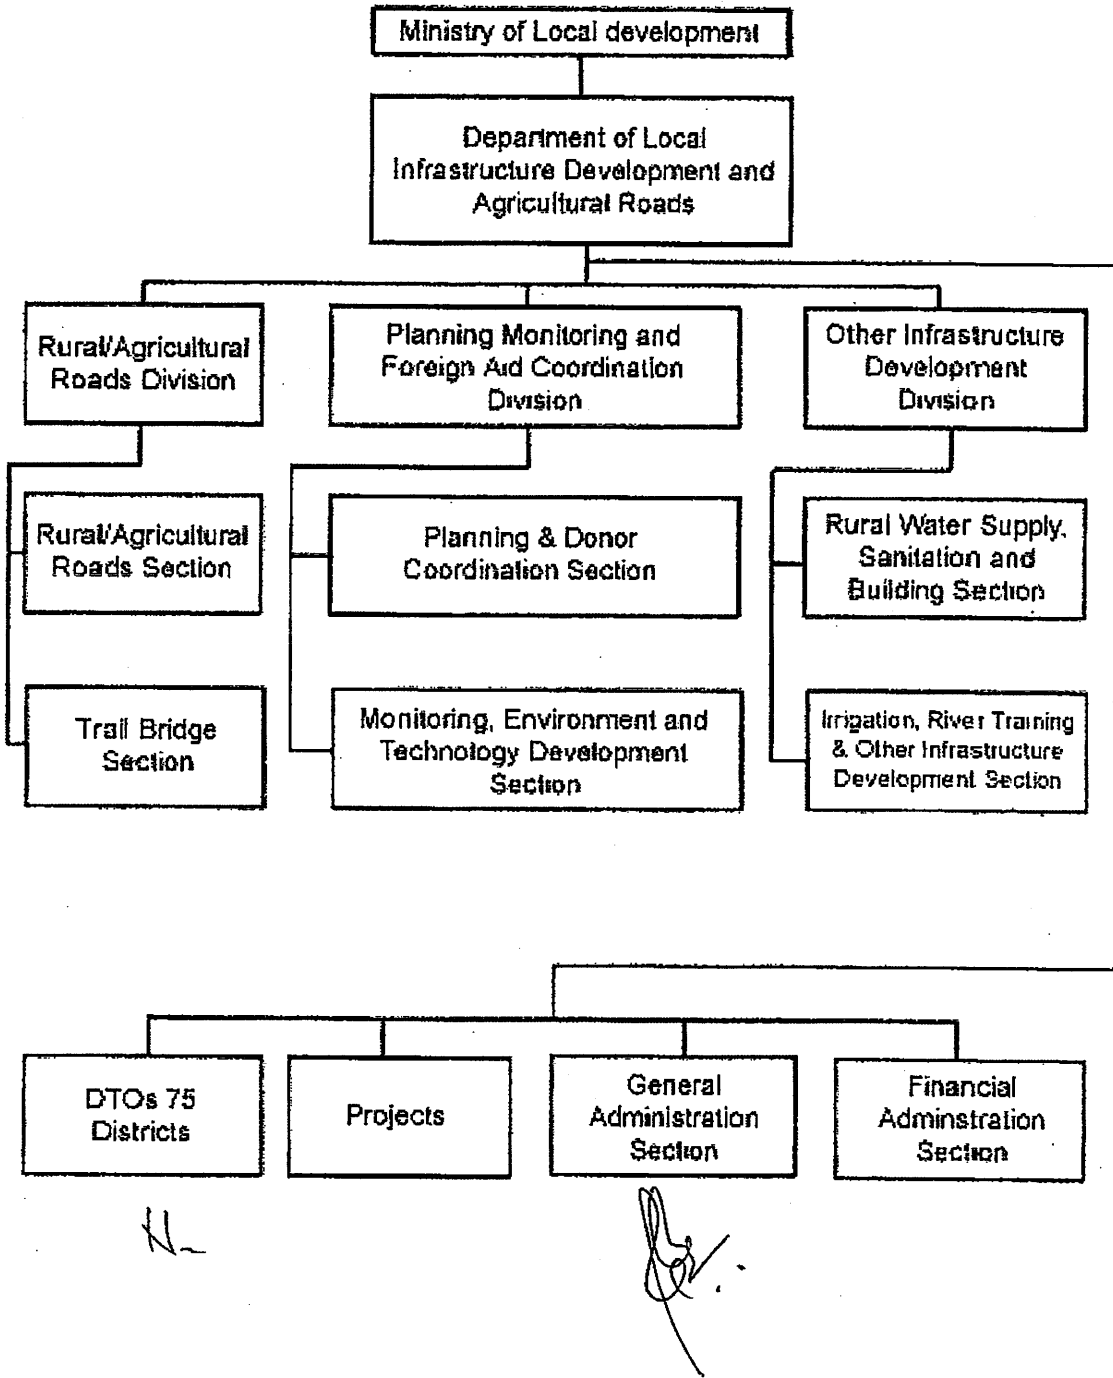 Ministry of Local development
Department of Local
Infrastructure Development and
Agricultural Roads
Rural/Agricultural
Roads Division
Planning Monitoring and
Foreign Aid Coordination
Division
Other Infrastructure
Development
Division
Rural/Agricultural
Roads Section
Planning & Donor
Coordination Section
Rural Water Supply,
Sanitation and
Building Section
Trail Bridge
Section
Monitoring, Environment and
Technology Development
Section
Irrigation, River Training
& Other Infrastructure
Development Section
DTOs 75
Districts
Projects
General
Administration
Section
Financial
Adminstration
Section